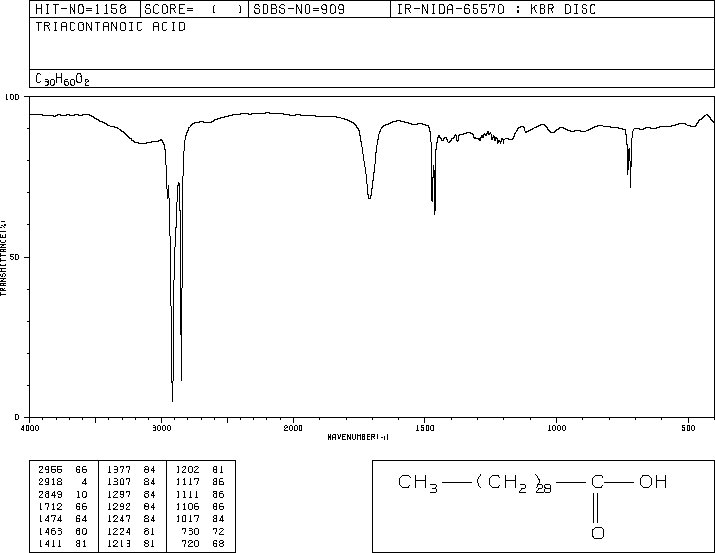 HIT-NO=1158 SCORE= ( ) SDBS-NO=909 IR-NIDA-65570 : KBR DISC
TRIACONTANOIC ACID
C30H60O2
100
50
0
TRANSMITTANCE(%)
4000 3000 2000 1500 1000 500
WAVENUMBER(-1)
2956 66 1377 84 1202 81
2918 4 1307 84 1117 86
2849 10 1297 84 1111 86
1712 66 1292 84 1106 86
1474 64 1247 84 1017 84
1463 60 1224 81 730 72
1411 81 1213 81 720 68
CH3 (CH2)28 C OH
O